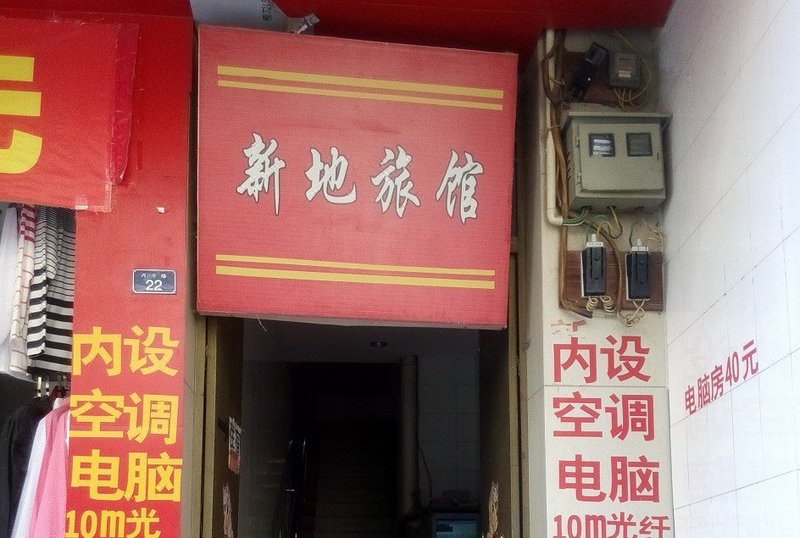 新地旅馆
22
内设
空调
电脑
10m光
内设
空调
电脑
10m光纤
电脑房40元